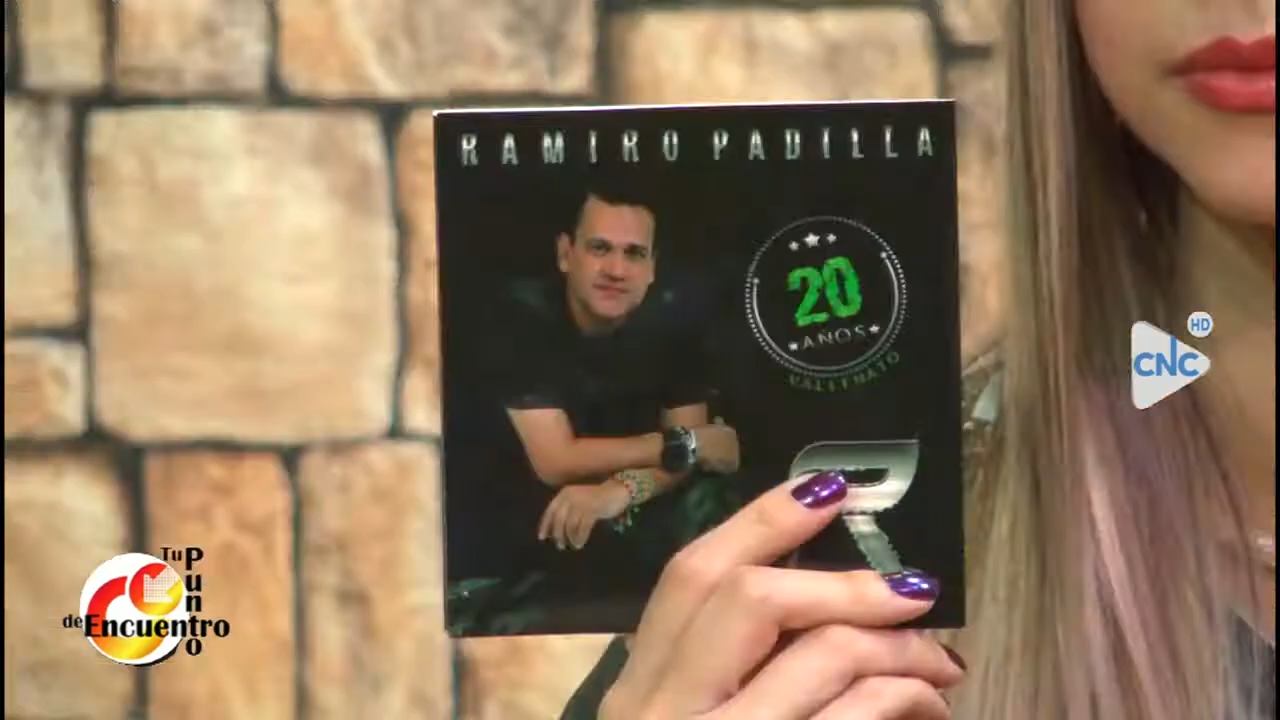 RAMIRO PADILLA
20
AÑOS
VALLENATO
R
HD
CNC
Tu Punto
de Encuentro